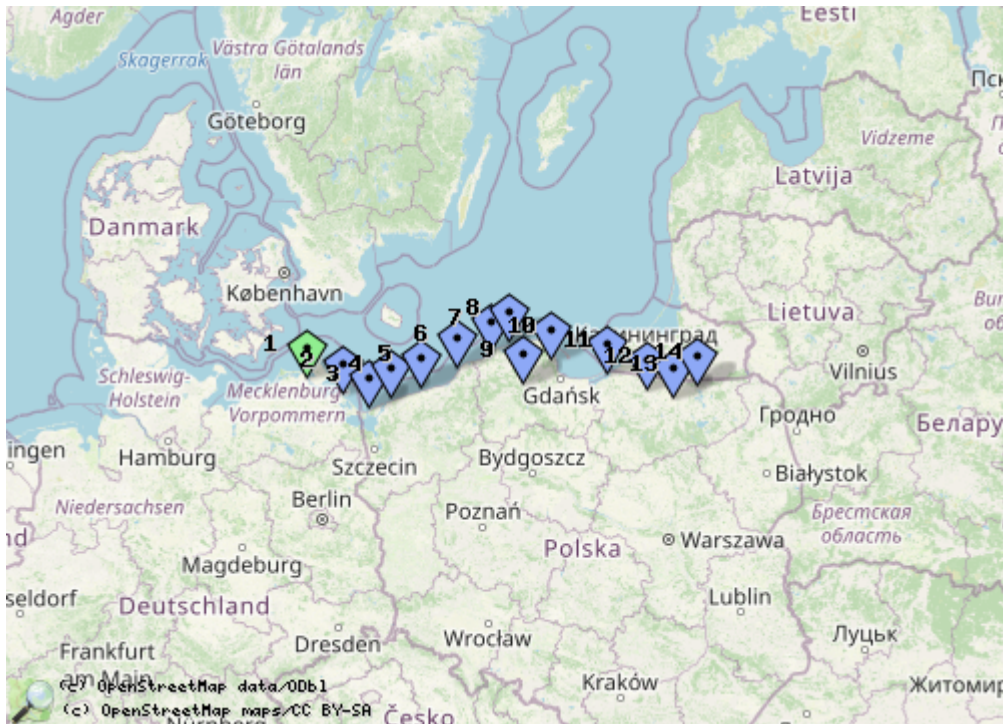 Agder
Skagerrak
Västra Götalands
län
Göteborg
Eesti
Vidzeme
Latvija
Danmark
København
Lietuva
Vilnius
Schleswig-
Holstein
Mecklenburg
Vorpommern
1
2
3
4
5
6
7
8
9
10
11
12
13
14
Калининград
Gdańsk
Гродно
Hamburg
Szczecin
Bydgoszcz
Białystok
Niedersachsen
Berlin
Poznań
Брестская
область
Warszawa
Polska
Magdeburg
Deutschland
Lublin
Dresden
Wrocław
Луцьк
Frankfurt
am Main
Kraków
(c) OpenStreetMap data/ODbl
(c) OpenStreetMap maps/CC BY-SA
Česko